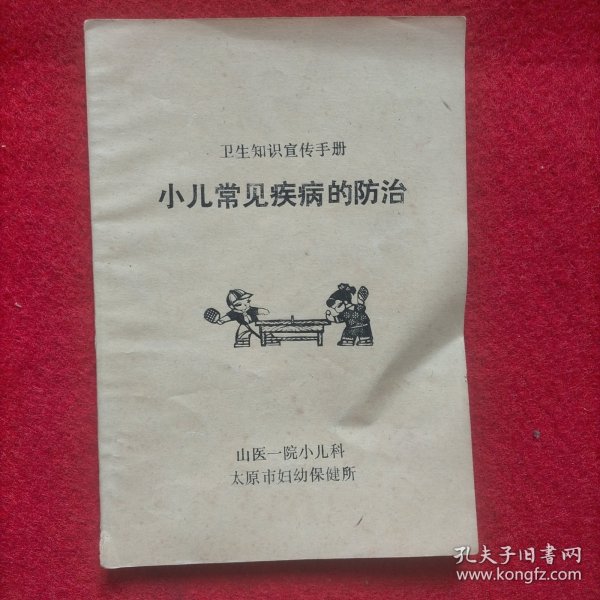 卫生知识宣传手册
小儿常见疾病的防治
山医一院小儿科
太原市妇幼保健所
孔夫子旧书网
www.kongfz.com